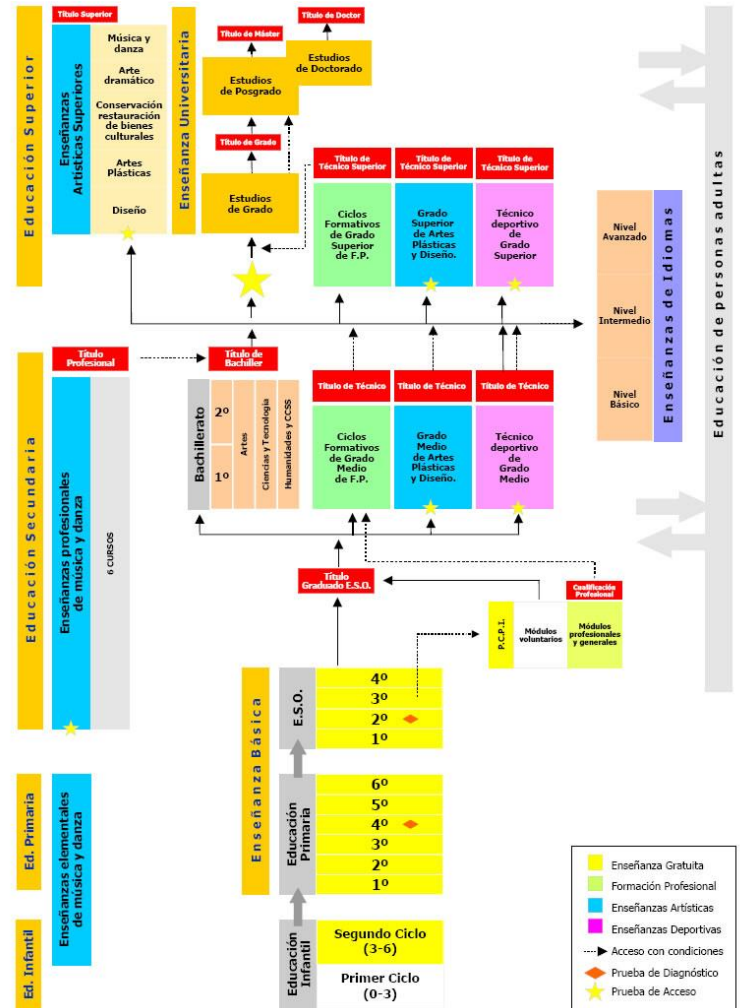 Título Superior
Educación Superior
Enseñanzas
Artísticas Superiores
Música y
danza
Arte
dramático
Conservación
restauración
de bienes
culturales
Artes
Plásticas
Diseño
Enseñanza Universitaria
Título de Máster
Título de Doctor
Estudios
de Posgrado
Estudios
de Doctorado
Título de Grado
Estudios
de Grado
Título de
Técnico Superior
Título de
Técnico Superior
Título de
Técnico Superior
Ciclos
Formativos
de Grado
Superior
de F.P.
Grado
Superior
de Artes
Plásticas
y Diseño.
Técnico
deportivo
de
Grado
Superior
Nivel
Avanzado
Nivel
Intermedio
Nivel
Básico
Enseñanzas de Idiomas
Educación de personas adultas
Educación Secundaria
Título
Profesional
Enseñanzas profesionales
de música y danza
6 CURSOS
Título de
Bachiller
Bachillerato
2º
1º
Artes
Ciencias y Tecnología
Humanidades y CCSS
Título de Técnico
Título de Técnico
Título de Técnico
Ciclos
Formativos
de Grado
Medio
de F.P.
Grado
Medio
de Artes
Plásticas
y Diseño.
Técnico
deportivo
de
Grado
Medio
Título
Graduado E.S.O.
Cualificación
Profesional
P.C.P.I.
Módulos
voluntarios
Módulos
profesionales
y generales
Enseñanza Básica
E.S.O.
4º
3º
2º
1º
Ed. Primaria
Enseñanzas elementales
de música y danza
Educación
Primaria
6º
5º
4º
3º
2º
1º
Ed. Infantil
Educación
Infantil
Segundo Ciclo
(3-6)
Primer Ciclo
(0-3)
Enseñanza Gratuita
Formación Profesional
Enseñanzas Artísticas
Enseñanzas Deportivas
Acceso con condiciones
Prueba de Diagnóstico
Prueba de Acceso